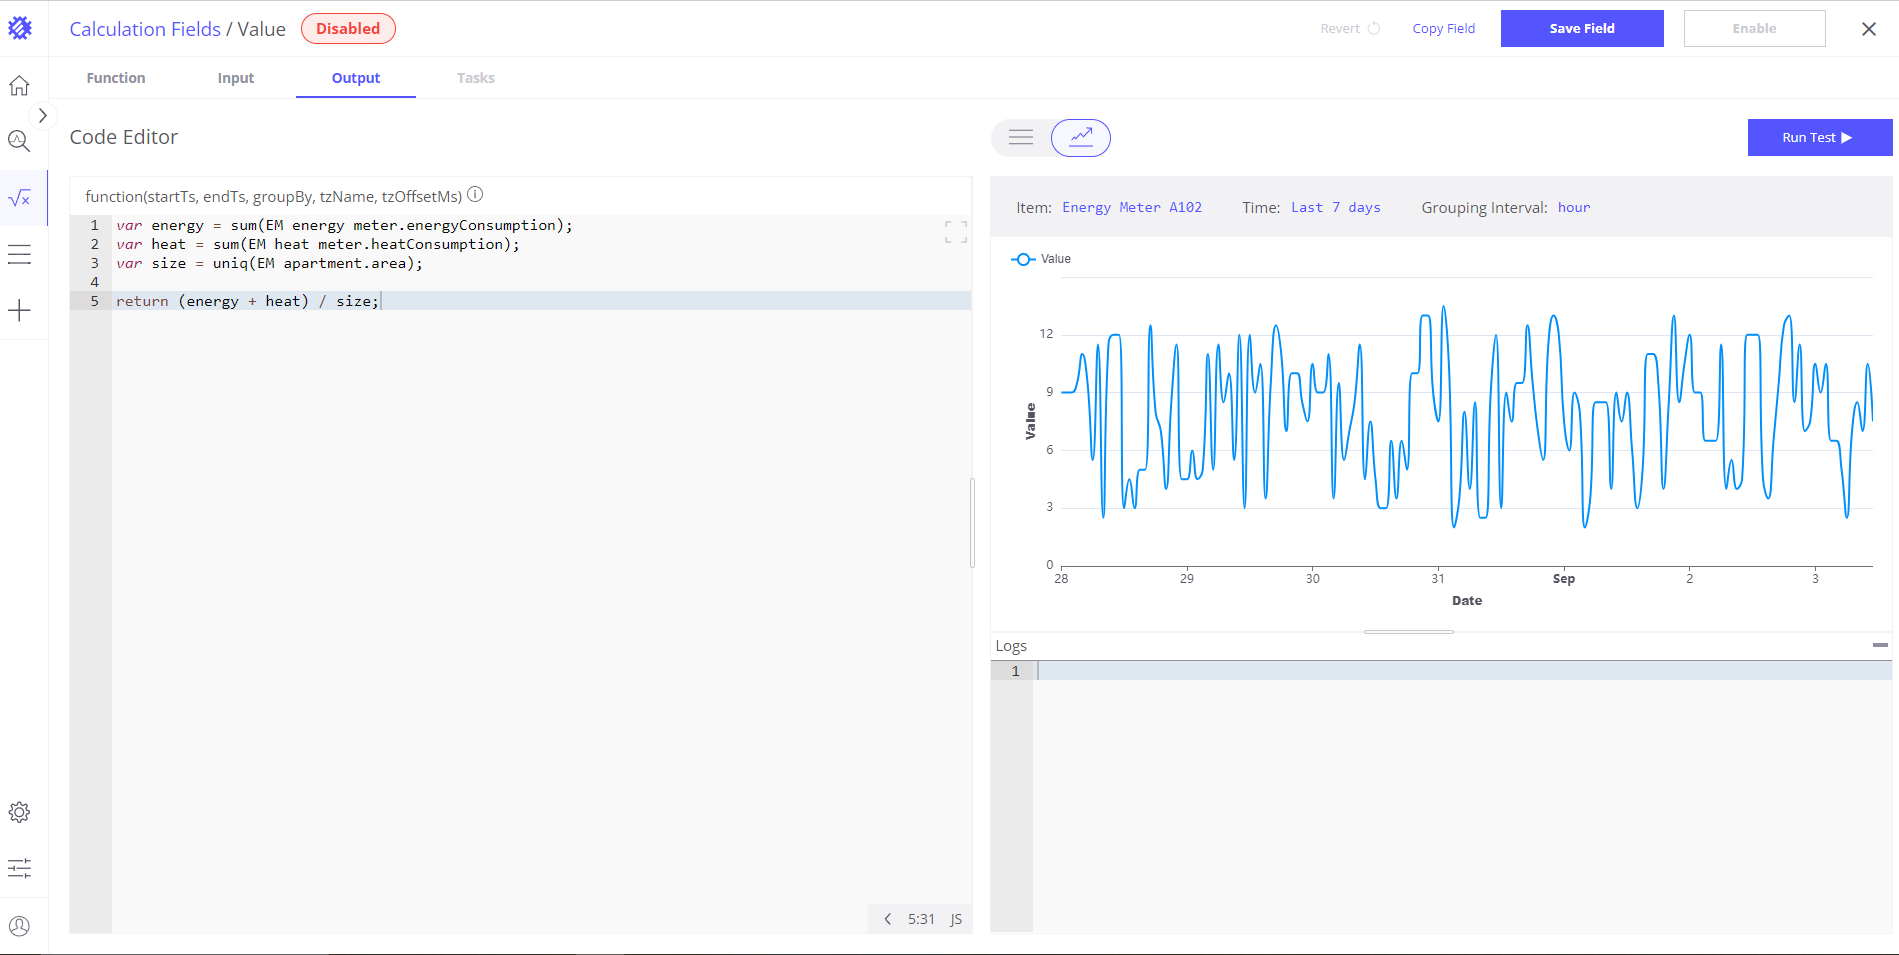 Calculation Fields / Value Disabled Revert Copy Field Save Field Enable
Function Input Output Tasks
Code Editor
Run Test
function(startTs, endTs, groupBy, tzName, tzOffsetMs)
1 var energy = sum(EM energy meter.energyConsumption);
2 var heat = sum(EM heat meter.heatConsumption);
3 var size = uniq(EM apartment.area);
4
5 return (energy + heat) / size;
5:31 JS
Item: Energy Meter A102 Time: Last 7 days Grouping Interval: hour
Value
12
9
6
3
0
Value
28 29 30 31 Sep 2 3
Date
Logs
1